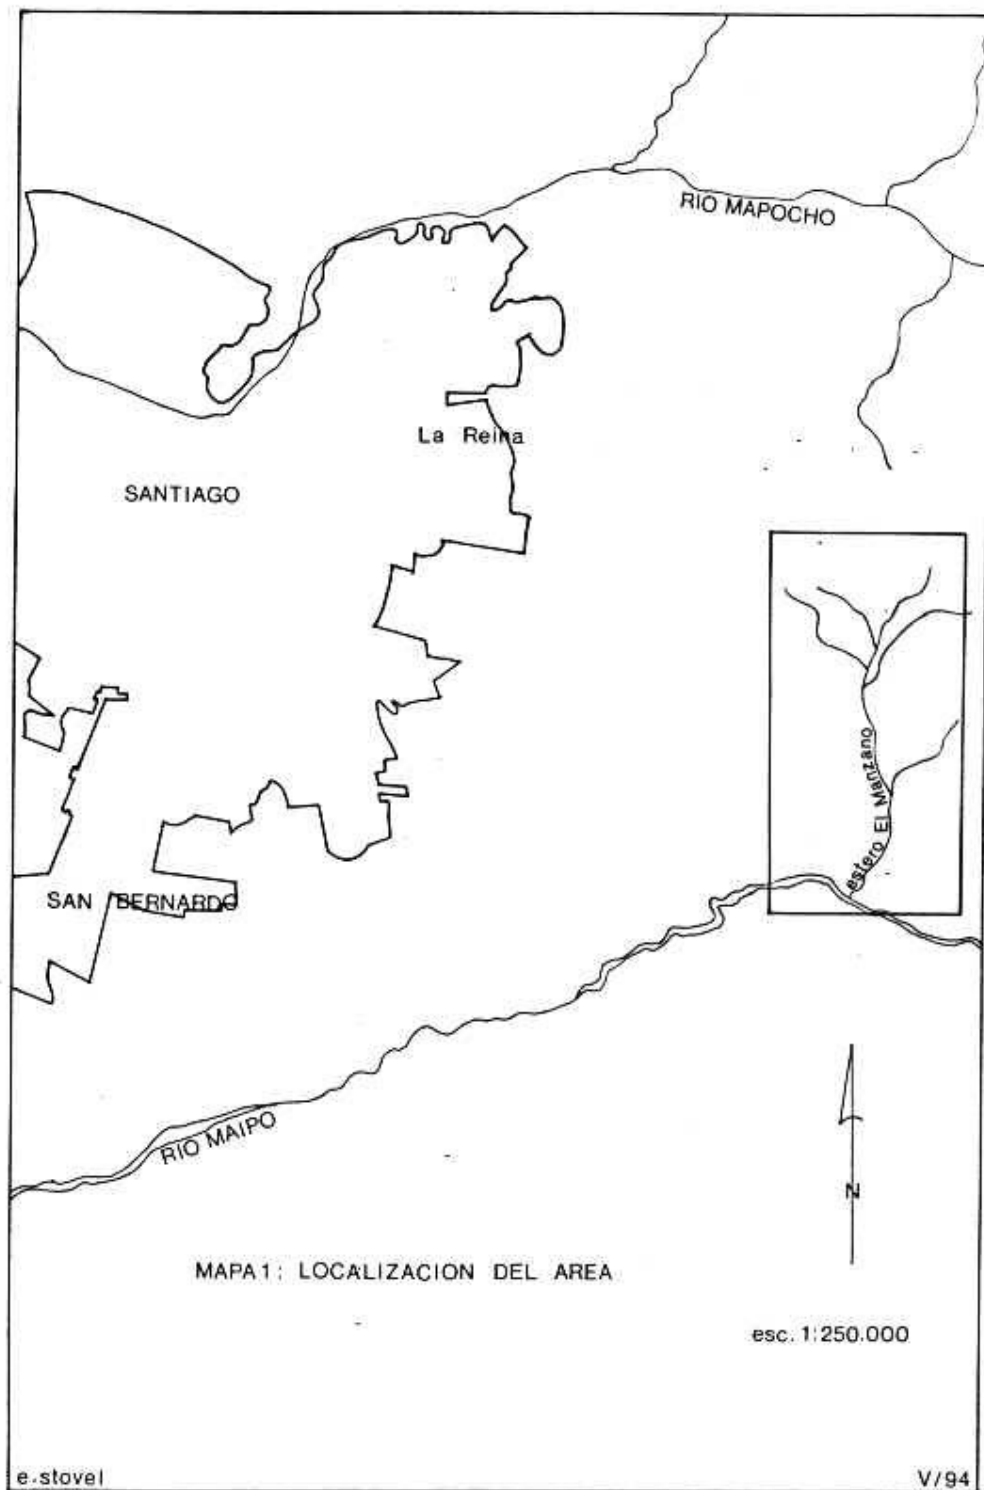 RIO MAPOCHO
La Reina
SANTIAGO
estero El Manzano
SAN BERNARDO
RIO MAIPO
N
MAPA1: LOCALIZACION DEL AREA
esc. 1:250.000
e.stovel
V/94